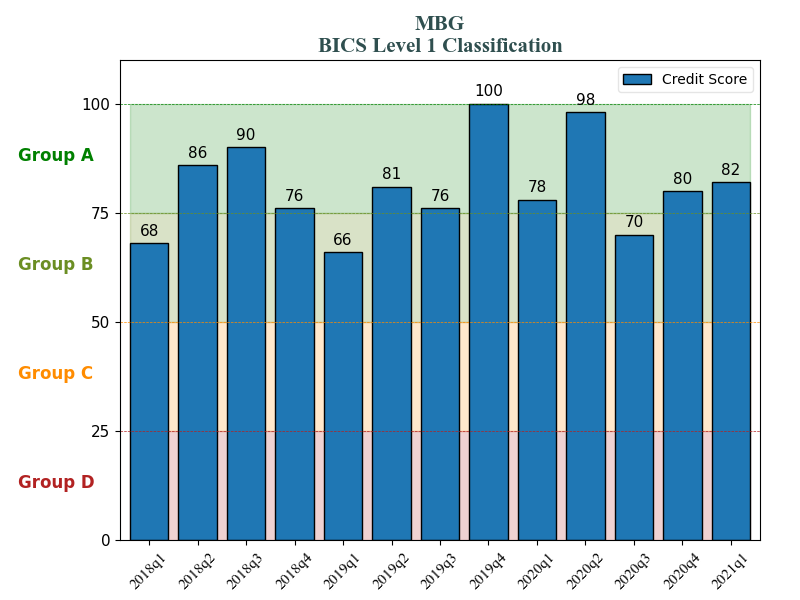 MBG
BICS Level 1 Classification
Credit Score
100
75
50
25
0
Group A
Group B
Group C
Group D
68
86
90
76
66
81
76
100
78
98
70
80
82
2018q1
2018q2
2018q3
2018q4
2019q1
2019q2
2019q3
2019q4
2020q1
2020q2
2020q3
2020q4
2021q1